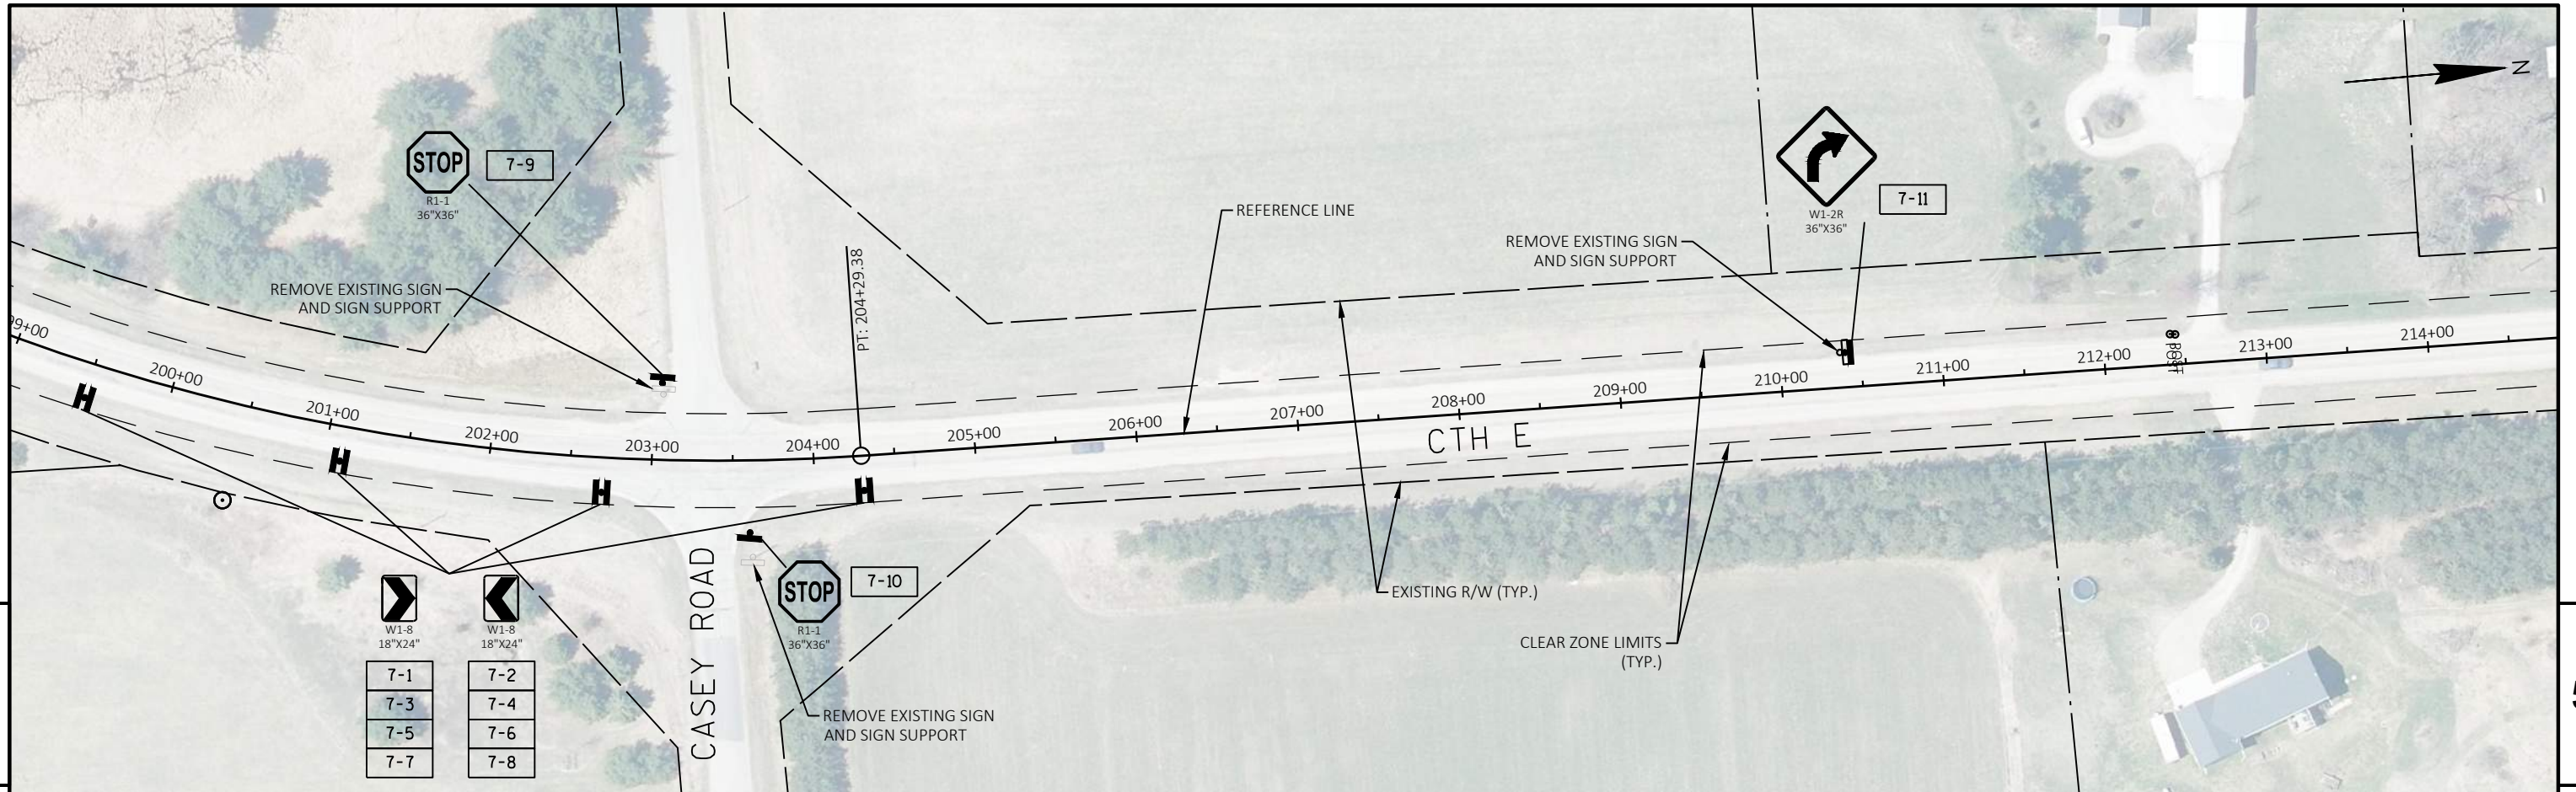 N
STOP
7-9
R1-1
36"X36"
W1-2R
36"X36"
7-11
REFERENCE LINE
REMOVE EXISTING SIGN
AND SIGN SUPPORT
REMOVE EXISTING SIGN
AND SIGN SUPPORT
PT: 204+29.38
99+00
200+00
201+00
202+00
203+00
204+00
205+00
206+00
207+00
208+00
209+00
210+00
211+00
212+00
213+00
214+00
POST
POST
CTH E
CASEY ROAD
STOP
7-10
R1-1
36"X36"
EXISTING R/W (TYP.)
CLEAR ZONE LIMITS
(TYP.)
W1-8
18"X24"
W1-8
18"X24"
7-1
7-2
7-3
7-4
7-5
7-6
7-7
7-8
REMOVE EXISTING SIGN
AND SIGN SUPPORT